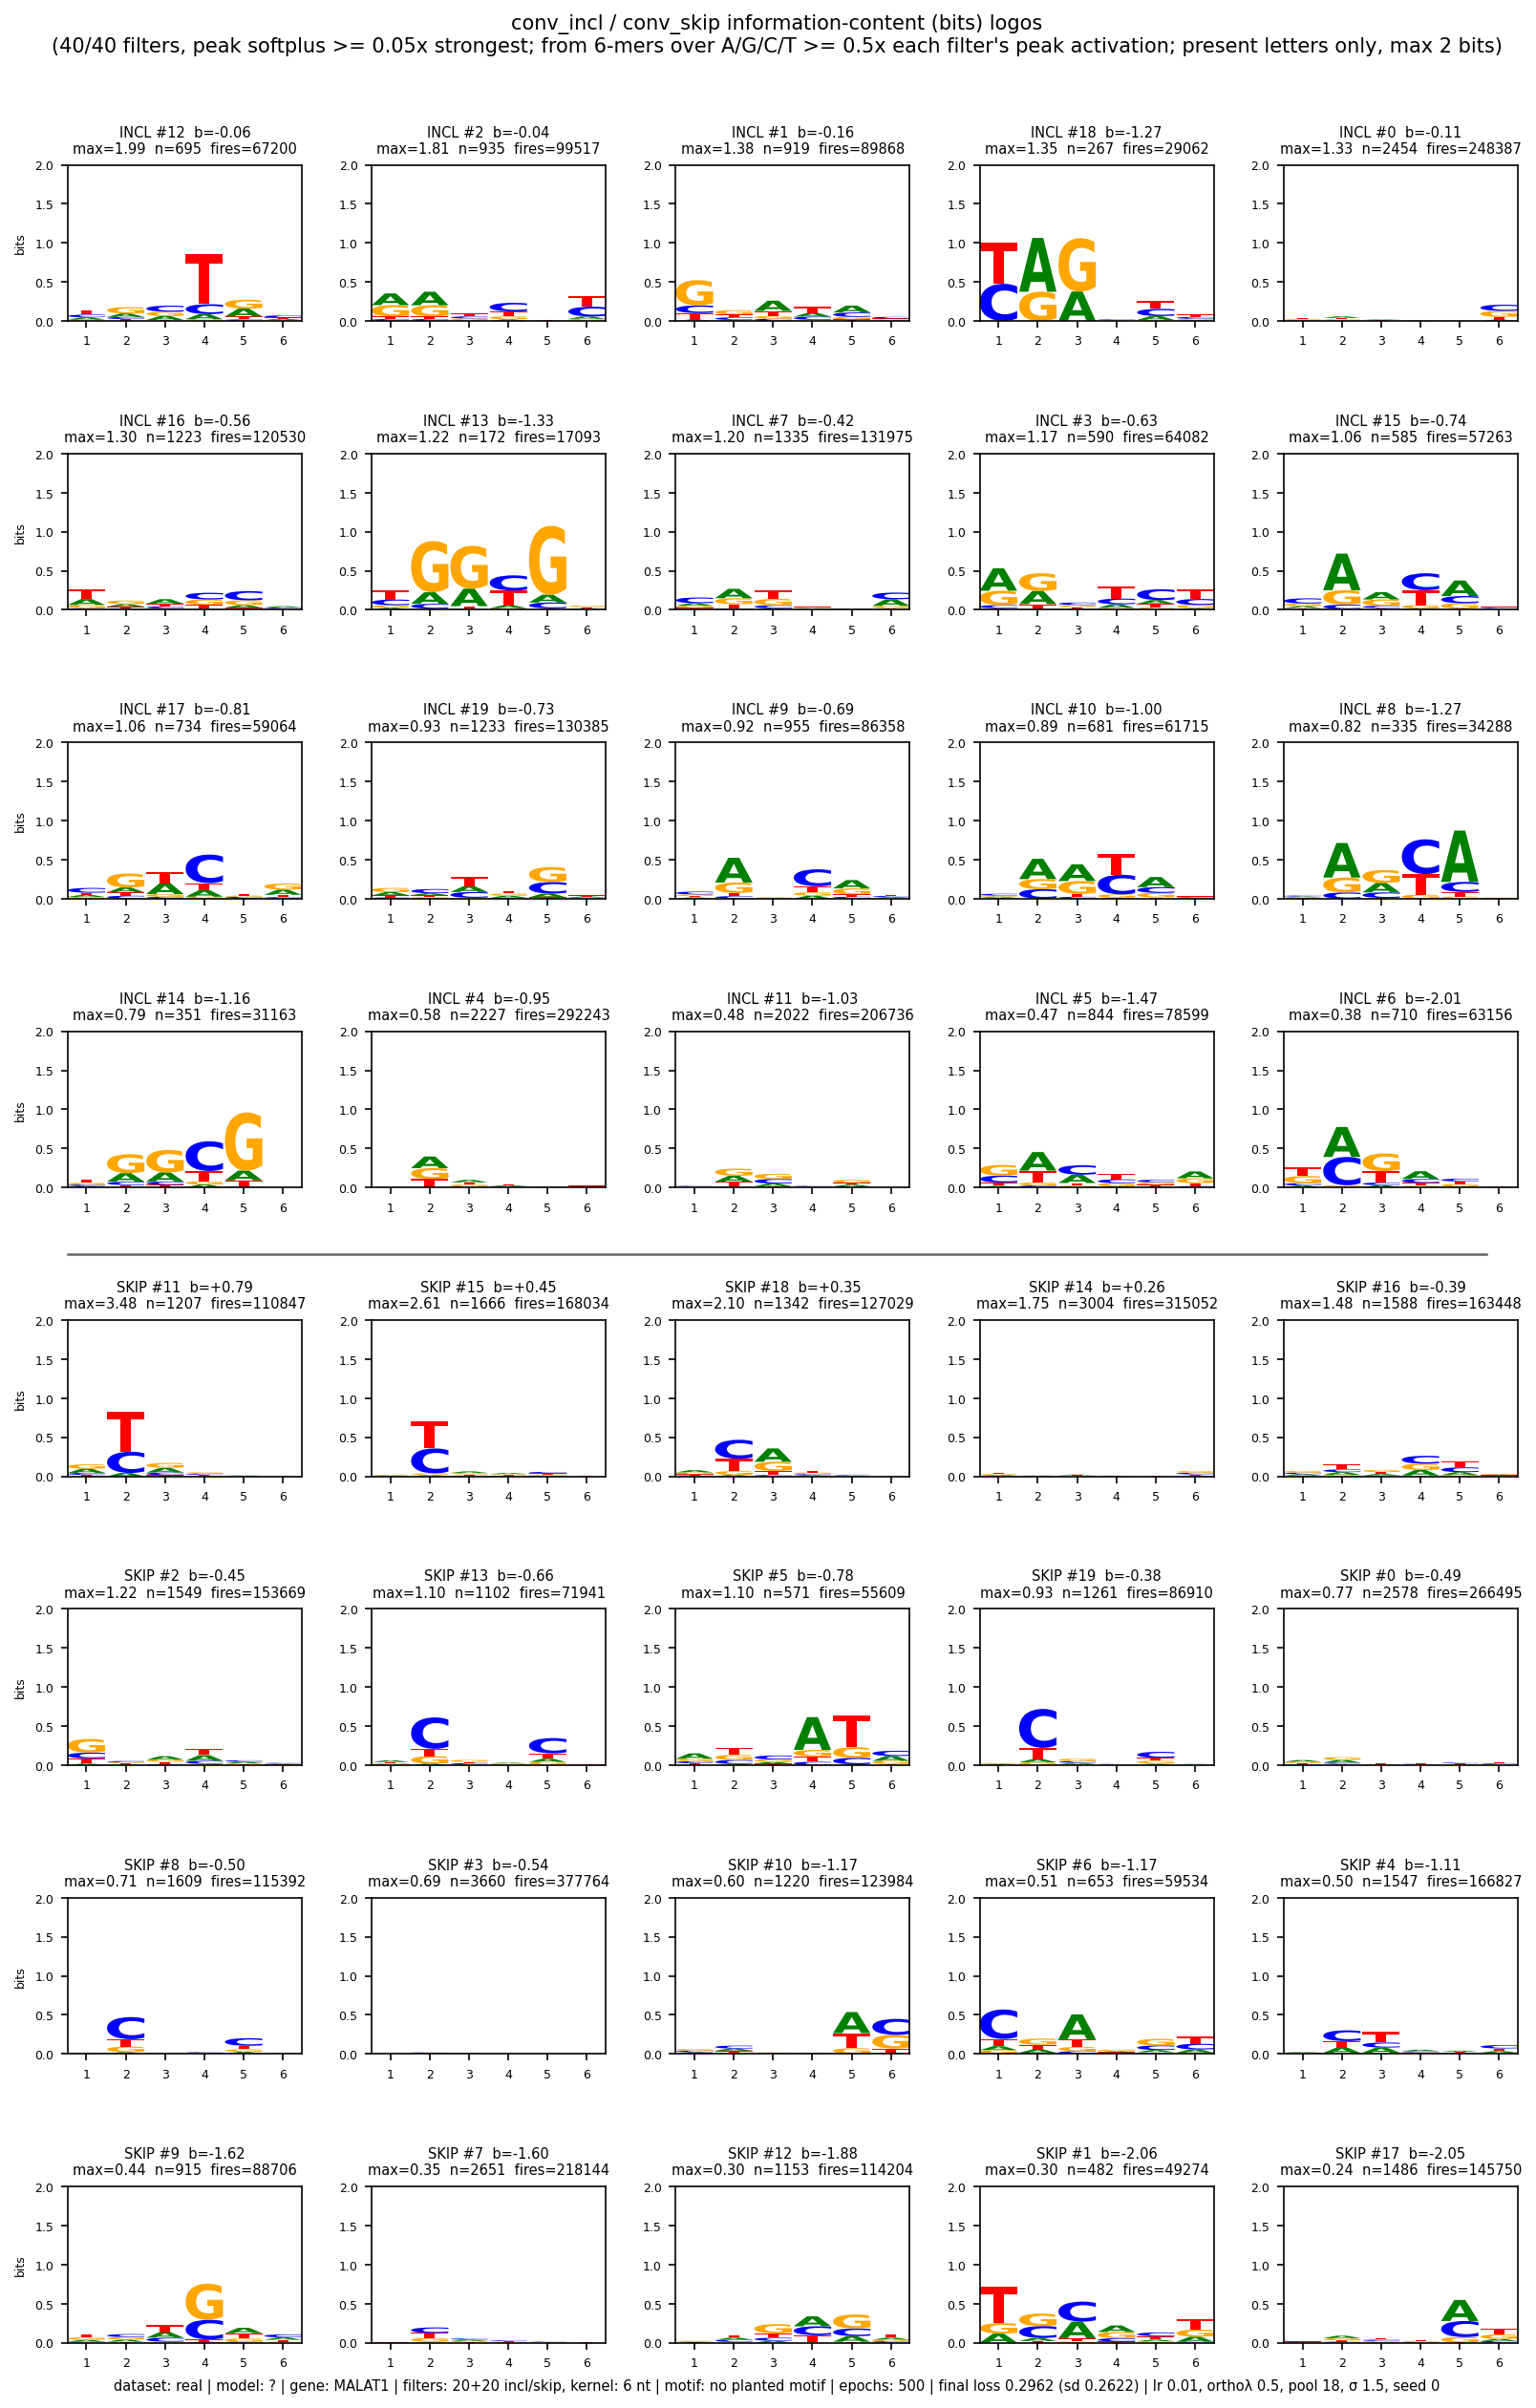 conv_incl / conv_skip information-content (bits) logos
(40/40 filters, peak softplus >= 0.05x strongest; from 6-mers over A/G/C/T >= 0.5x each filter's peak activation; present letters only, max 2 bits)
INCL #12 b=-0.06
max=1.99 n=695 fires=67200
INCL #2 b=-0.04
max=1.81 n=935 fires=99517
INCL #1 b=-0.16
max=1.38 n=919 fires=89868
INCL #18 b=-1.27
max=1.35 n=267 fires=29062
INCL #0 b=-0.11
max=1.33 n=2454 fires=248387
INCL #16 b=-0.56
max=1.30 n=1223 fires=120530
INCL #13 b=-1.33
max=1.22 n=172 fires=17093
INCL #7 b=-0.42
max=1.20 n=1335 fires=131975
INCL #3 b=-0.63
max=1.17 n=590 fires=64082
INCL #15 b=-0.74
max=1.06 n=585 fires=57263
INCL #17 b=-0.81
max=1.06 n=734 fires=59064
INCL #19 b=-0.73
max=0.93 n=1233 fires=130385
INCL #9 b=-0.69
max=0.92 n=955 fires=86358
INCL #10 b=-1.00
max=0.89 n=681 fires=61715
INCL #8 b=-1.27
max=0.82 n=335 fires=34288
INCL #14 b=-1.16
max=0.79 n=351 fires=31163
INCL #4 b=-0.95
max=0.58 n=2227 fires=292243
INCL #11 b=-1.03
max=0.48 n=2022 fires=206736
INCL #5 b=-1.47
max=0.47 n=844 fires=78599
INCL #6 b=-2.01
max=0.38 n=710 fires=63156
SKIP #11 b=+0.79
max=3.48 n=1207 fires=110847
SKIP #15 b=+0.45
max=2.61 n=1666 fires=168034
SKIP #18 b=+0.35
max=2.10 n=1342 fires=127029
SKIP #14 b=+0.26
max=1.75 n=3004 fires=315052
SKIP #16 b=-0.39
max=1.48 n=1588 fires=163448
SKIP #2 b=-0.45
max=1.22 n=1549 fires=153669
SKIP #13 b=-0.66
max=1.10 n=1102 fires=71941
SKIP #5 b=-0.78
max=1.10 n=571 fires=55609
SKIP #19 b=-0.38
max=0.93 n=1261 fires=86910
SKIP #0 b=-0.49
max=0.77 n=2578 fires=266495
SKIP #8 b=-0.50
max=0.71 n=1609 fires=115392
SKIP #3 b=-0.54
max=0.69 n=3660 fires=377764
SKIP #10 b=-1.17
max=0.60 n=1220 fires=123984
SKIP #6 b=-1.17
max=0.51 n=653 fires=59534
SKIP #4 b=-1.11
max=0.50 n=1547 fires=166827
SKIP #9 b=-1.62
max=0.44 n=915 fires=88706
SKIP #7 b=-1.60
max=0.35 n=2651 fires=218144
SKIP #12 b=-1.88
max=0.30 n=1153 fires=114204
SKIP #1 b=-2.06
max=0.30 n=482 fires=49274
SKIP #17 b=-2.05
max=0.24 n=1486 fires=145750
dataset: real | model: ? | gene: MALAT1 | filters: 20+20 incl/skip, kernel: 6 nt | motif: no planted motif | epochs: 500 | final loss 0.2962 (sd 0.2622) | lr 0.01, orthoλ 0.5, pool 18, σ 1.5, seed 0